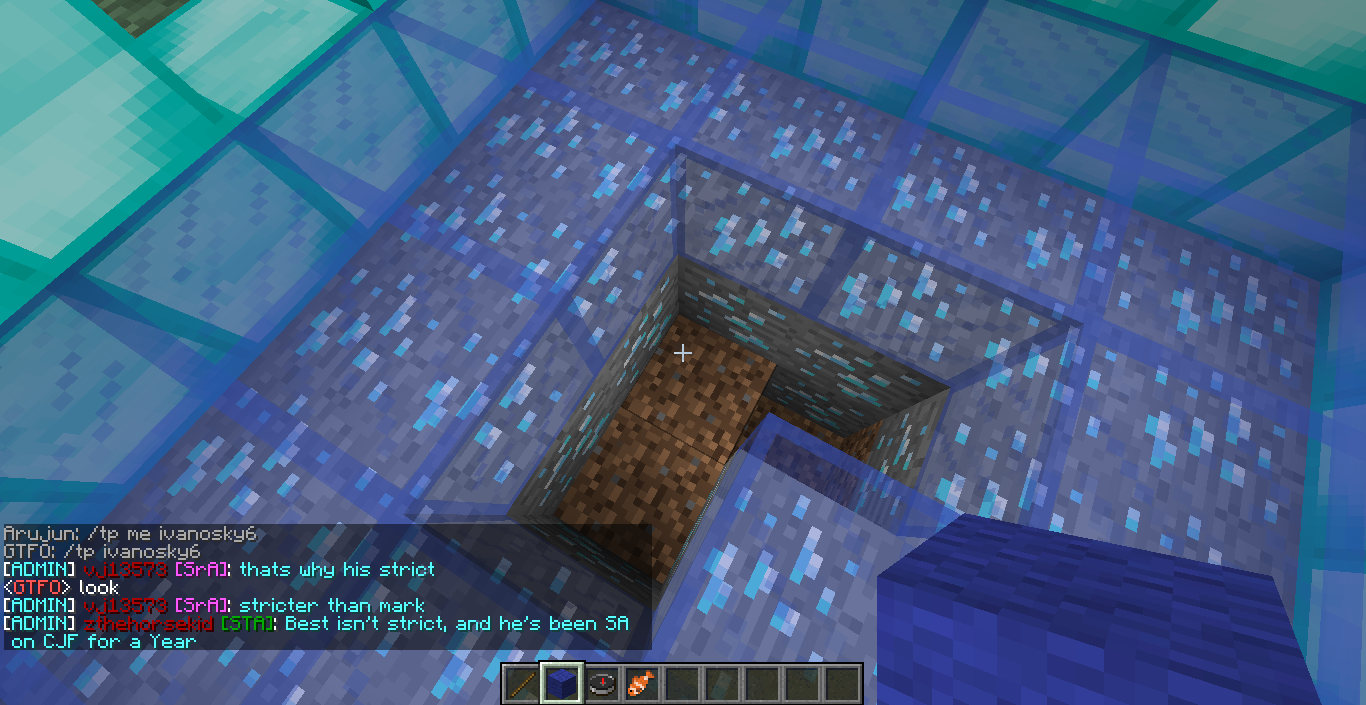 Arujun: /tp me ivanosky6
GTFO: /tp ivanosky6
[ADMIN] vj13573 [SrA]: thats why his strict
<GTFO> look
[ADMIN] vj13573 [SrA]: stricter than mark
[ADMIN] zfhehorsekid [STA]: Best isn't strict, and he's been SA
on CJF for a Year